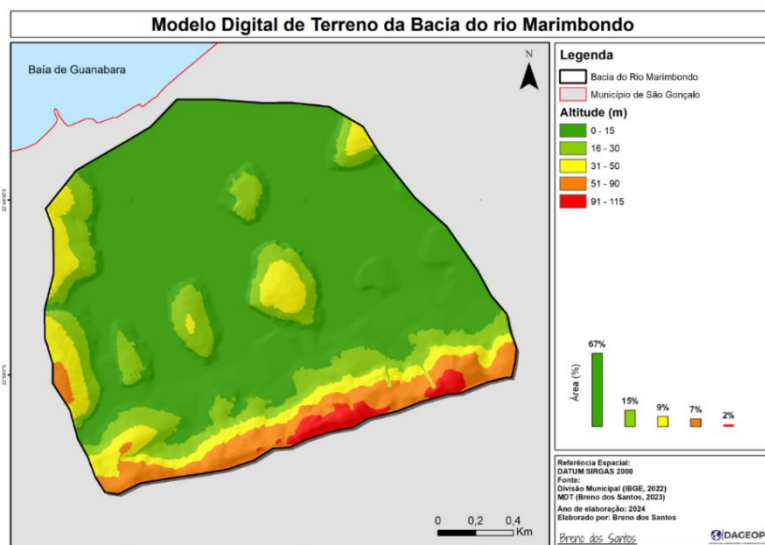 Modelo Digital de Terreno da Bacia do rio Marimbondo
Baía de Guanabara
N
Legenda
Bacia do Rio Marimbondo
Município de São Gonçalo
Altitude (m)
0 - 15
16 - 30
31 - 50
51 - 90
91 - 115
Área (%)
67%
15%
9%
7%
2%
0 0,2 0,4
Km
Referência Espacial:
DATUM SIRGAS 2000
Fonte:
Divisão Municipal (IBGE, 2022)
MDT (Breno dos Santos, 2023)
Ano de elaboração: 2024
Elaborado por: Breno dos Santos
Breno dos Santos
DAGEOP